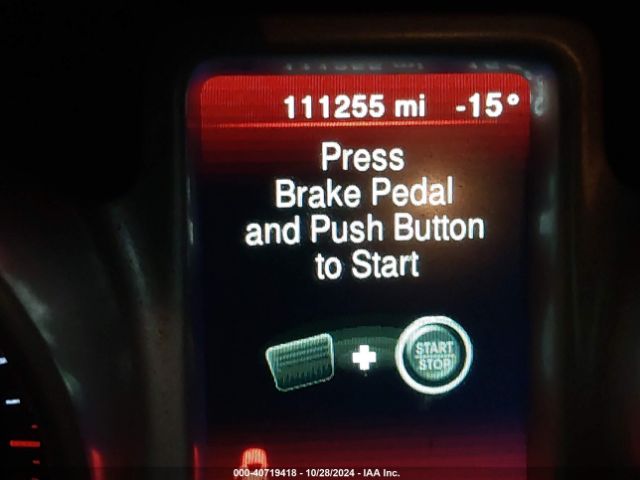 111255 mi -15°
Press
Brake Pedal
and Push Button
to Start
START
STOP
000-40719418 - 10/28/2024 - IAA Inc.